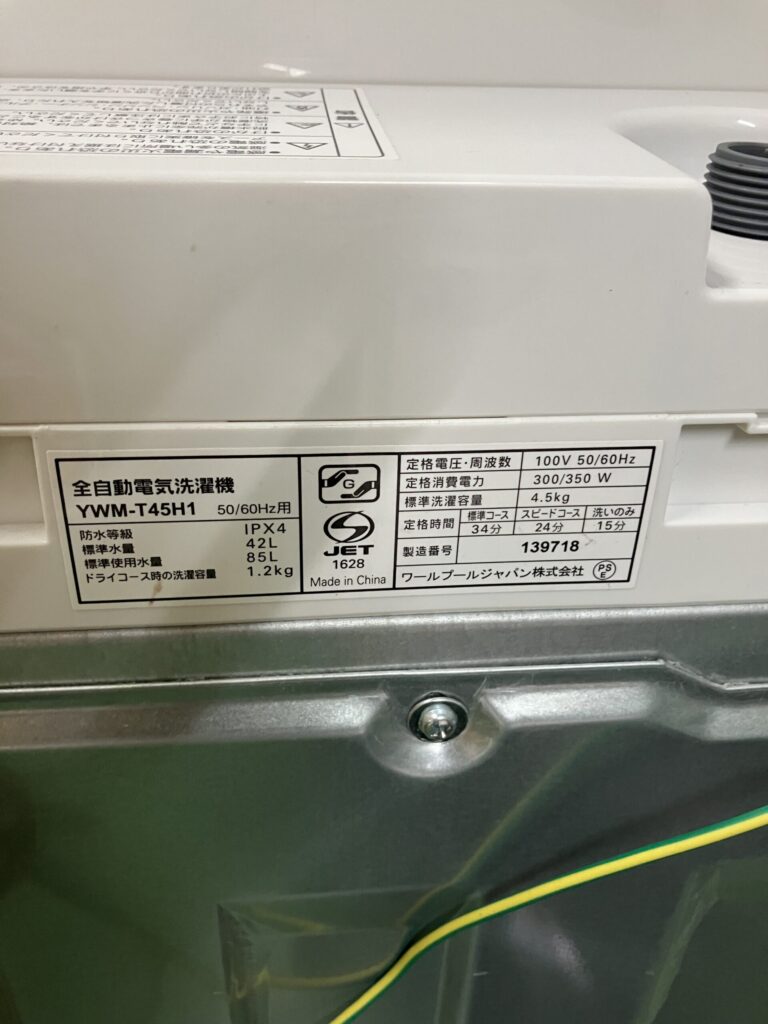 全自動電気洗濯機
YWM-T45H1 50/60Hz用
防水等級 IPX4
標準水量 42L
標準使用水量 85L
ドライコース時の洗濯容量 1.2kg
G
JET
1628
Made in China
定格電圧・周波数 100V 50/60Hz
定格消費電力 300/350 W
標準洗濯容量 4.5kg
定格時間 標準コース スピードコース 洗いのみ
34分 24分 15分
製造番号 139718
ワールプールジャパン株式会社 PSE